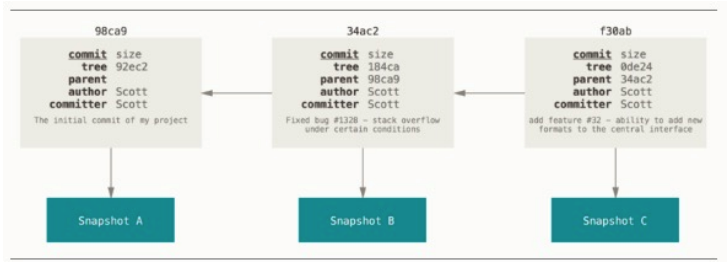 98ca9
commit size
tree 92ec2
parent
author Scott
committer Scott
The initial commit of my project
Snapshot A
34ac2
commit size
tree 184ca
parent 98ca9
author Scott
committer Scott
Fixed bug #1328 – stack overflow
under certain conditions
Snapshot B
f30ab
commit size
tree 0de24
parent 34ac2
author Scott
committer Scott
add feature #32 – ability to add new
formats to the central interface
Snapshot C